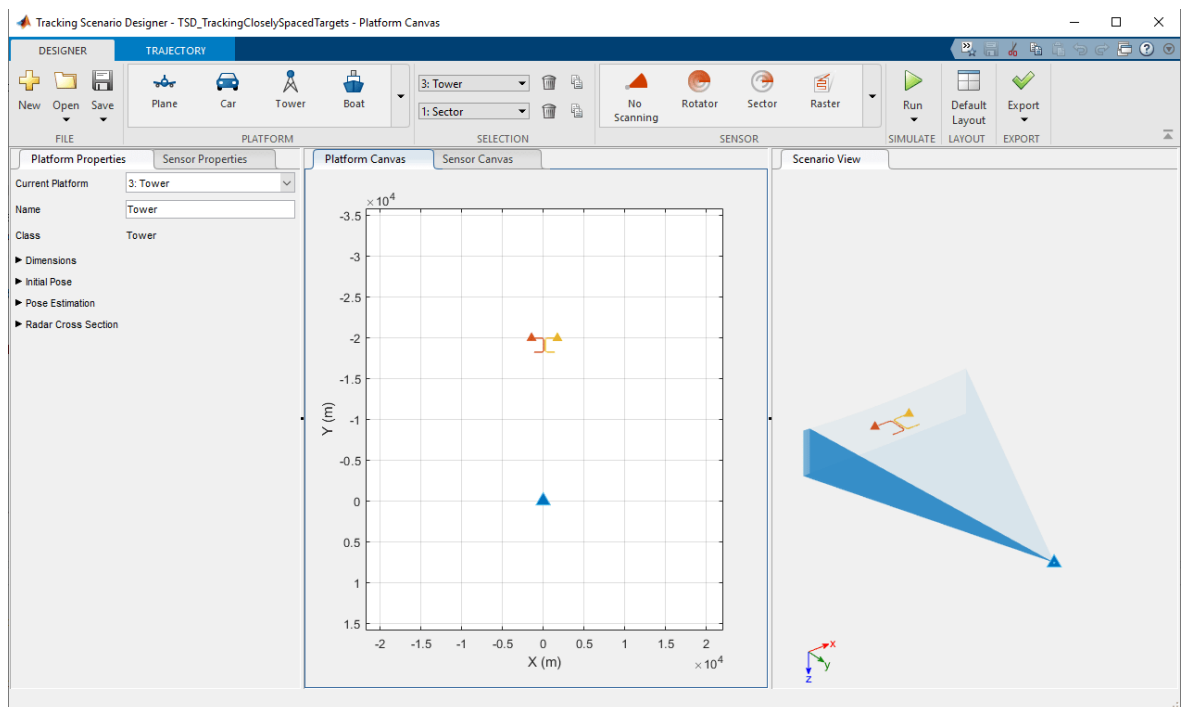 Tracking Scenario Designer - TSD_TrackingCloselySpacedTargets - Platform Canvas
DESIGNER TRAJECTORY
New Open Save Plane Car Tower Boat 3: Tower 1: Sector No Scanning Rotator Sector Raster Run Default Layout Export
FILE PLATFORM SELECTION SENSOR SIMULATE LAYOUT EXPORT
Platform Properties Sensor Properties Platform Canvas Sensor Canvas Scenario View
Current Platform 3: Tower
Name Tower
Class Tower
Dimensions
Initial Pose
Pose Estimation
Radar Cross Section
×10⁴
-3.5
-3
-2.5
-2
-1.5
-1
-0.5
0
0.5
1
1.5
Y (m)
-2 -1.5 -1 -0.5 0 0.5 1 1.5 2
X (m) ×10⁴
x
y
z